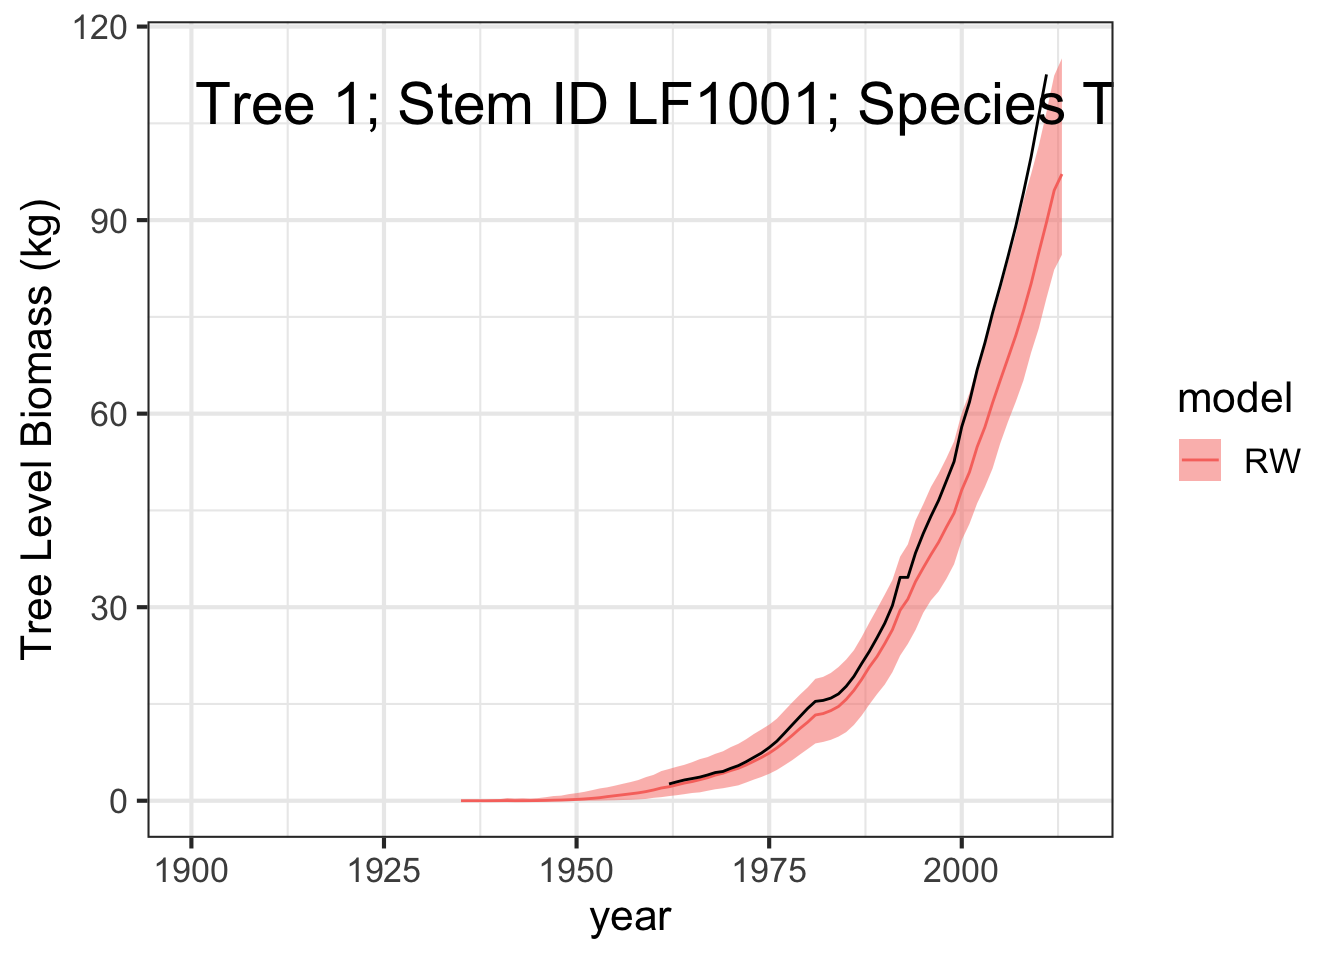 Tree 1; Stem ID LF1001; Species T
120
90
60
30
0
Tree Level Biomass (kg)
1900 1925 1950 1975 2000
year
model
RW